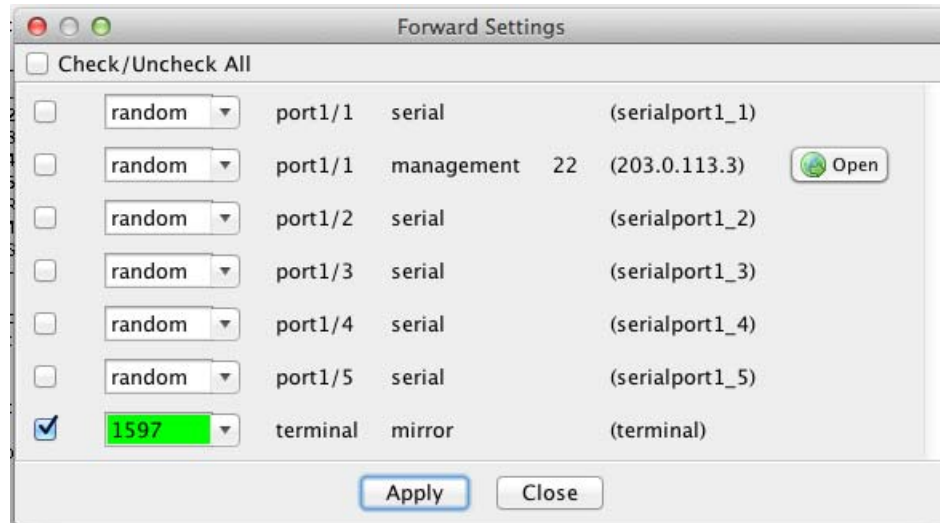 Forward Settings
Check/Uncheck All
random port1/1 serial (serialport1_1)
random port1/1 management 22 (203.0.113.3) Open
random port1/2 serial (serialport1_2)
random port1/3 serial (serialport1_3)
random port1/4 serial (serialport1_4)
random port1/5 serial (serialport1_5)
1597 terminal mirror (terminal)
Apply Close